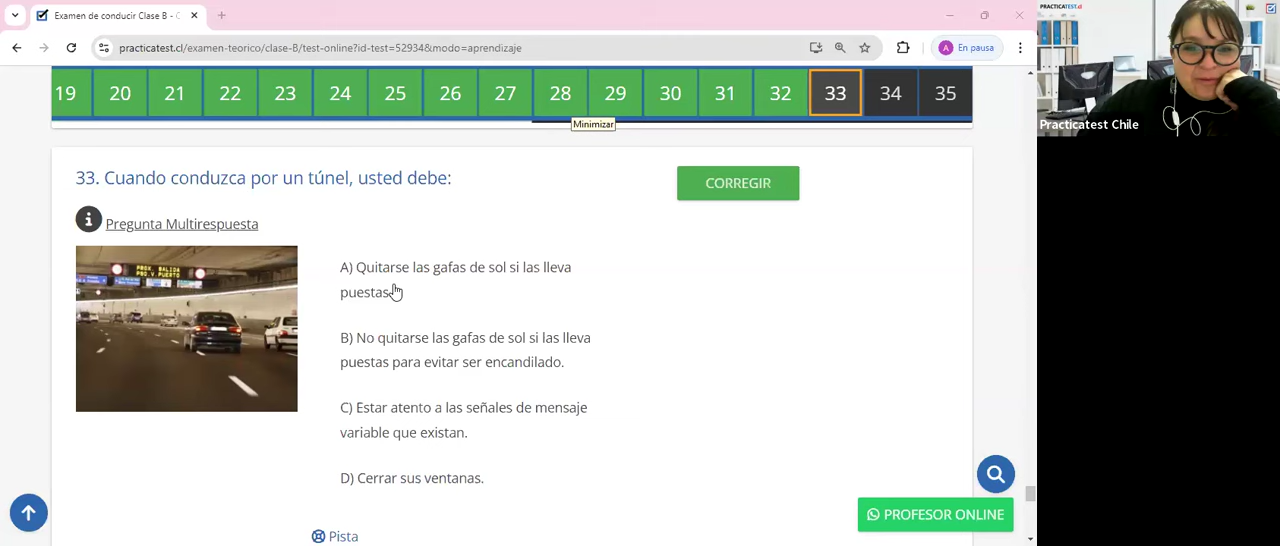 Examen de conducir Clase B - C
practicatest.cl/examen-teorico/clase-B/test-online?id-test=52934&modo=aprendizaje
A
En pausa
PRACTICATEST.cl
Practicatest Chile
19 20 21 22 23 24 25 26 27 28 29 30 31 32 33 34 35
Minimizar
33. Cuando conduzca por un túnel, usted debe:
CORREGIR
Pregunta Multirespuesta
PROX. SALIDA
A) Quitarse las gafas de sol si las lleva
puestas.
B) No quitarse las gafas de sol si las lleva
puestas para evitar ser encandilado.
C) Estar atento a las señales de mensaje
variable que existan.
D) Cerrar sus ventanas.
PROFESOR ONLINE
Pista